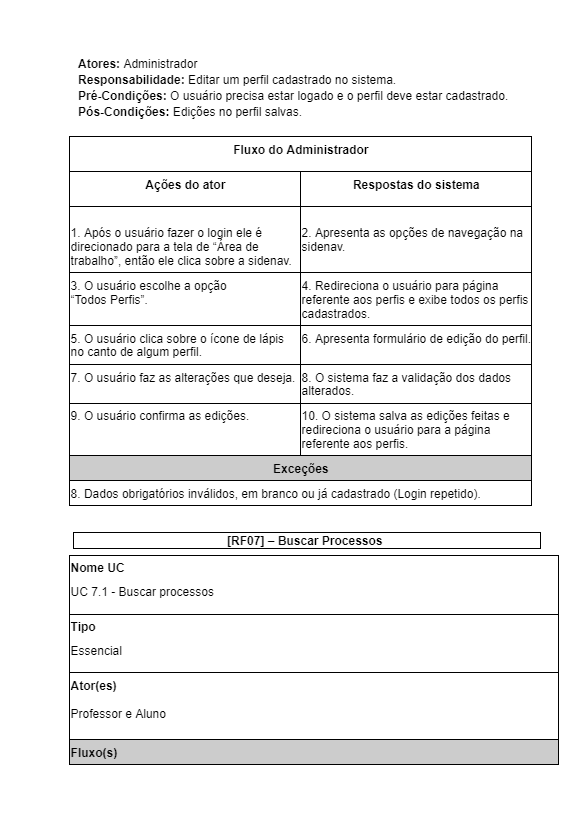 Atores: Administrador
Responsabilidade: Editar um perfil cadastrado no sistema.
Pré-Condições: O usuário precisa estar logado e o perfil deve estar cadastrado.
Pós-Condições: Edições no perfil salvas.
Fluxo do Administrador
Ações do ator
Respostas do sistema
1. Após o usuário fazer o login ele é
direcionado para a tela de “Área de
trabalho”, então ele clica sobre a sidenav.
2. Apresenta as opções de navegação na
sidenav.
3. O usuário escolhe a opção
“Todos Perfis”.
4. Redireciona o usuário para página
referente aos perfis e exibe todos os perfis
cadastrados.
5. O usuário clica sobre o ícone de lápis
no canto de algum perfil.
6. Apresenta formulário de edição do perfil.
7. O usuário faz as alterações que deseja.
8. O sistema faz a validação dos dados
alterados.
9. O usuário confirma as edições.
10. O sistema salva as edições feitas e
redireciona o usuário para a página
referente aos perfis.
Exceções
8. Dados obrigatórios inválidos, em branco ou já cadastrado (Login repetido).
[RF07] – Buscar Processos
Nome UC
UC 7.1 - Buscar processos
Tipo
Essencial
Ator(es)
Professor e Aluno
Fluxo(s)